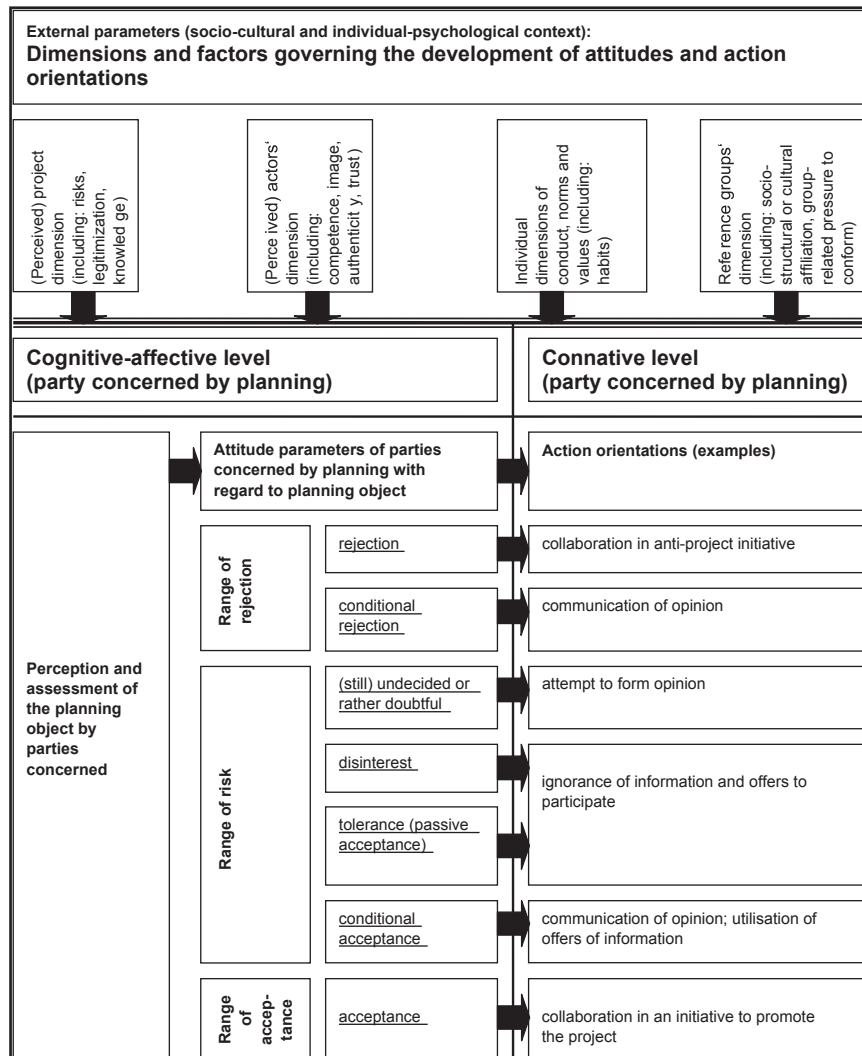 External parameters (socio-cultural and individual-psychological context):
Dimensions and factors governing the development of attitudes and action
orientations
(Perceived) project
dimension
(including: risks,
legitimization,
knowled ge)
(Perce ived) actors‘
dimension
(including:
competence, image,
authenticit y, trust )
Individual
dimensions of
conduct, norms and
values (including:
habits)
Reference groups‘
dimension
(including: socio-
structural or cultural
affiliation, group-
related pressure to
conform)
Cognitive-affective level
(party concerned by planning)
Connative level
(party concerned by planning)
Perception and
assessment of
the planning
object by
parties
concerned
Attitude parameters of parties
concerned by planning with
regard to planning object
Action orientations (examples)
Range of
rejection
rejection
collaboration in anti-project initiative
conditional
rejection
communication of opinion
Range of risk
(still) undecided or
rather doubtful
attempt to form opinion
disinterest
ignorance of information and offers to
participate
tolerance (passive
acceptance)
conditional
acceptance
communication of opinion; utilisation of
offers of information
Range
of
accep-
tance
acceptance
collaboration in an initiative to promote
the project